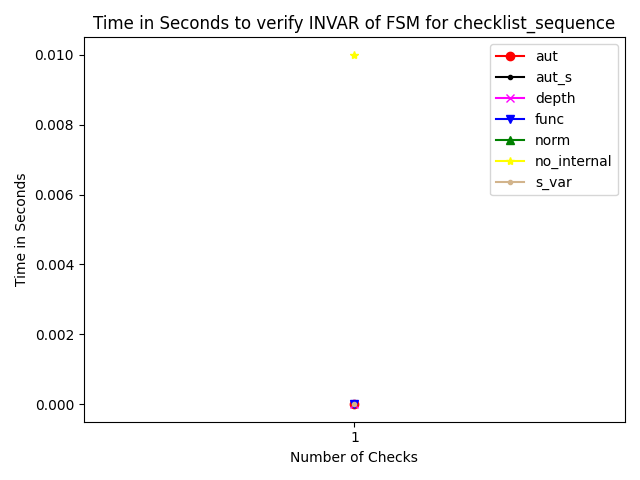 Time in Seconds to verify INVAR of FSM for checklist_sequence
0.010
0.008
0.006
0.004
0.002
0.000
Time in Seconds
1
Number of Checks
aut
aut_s
depth
func
norm
no_internal
s_var